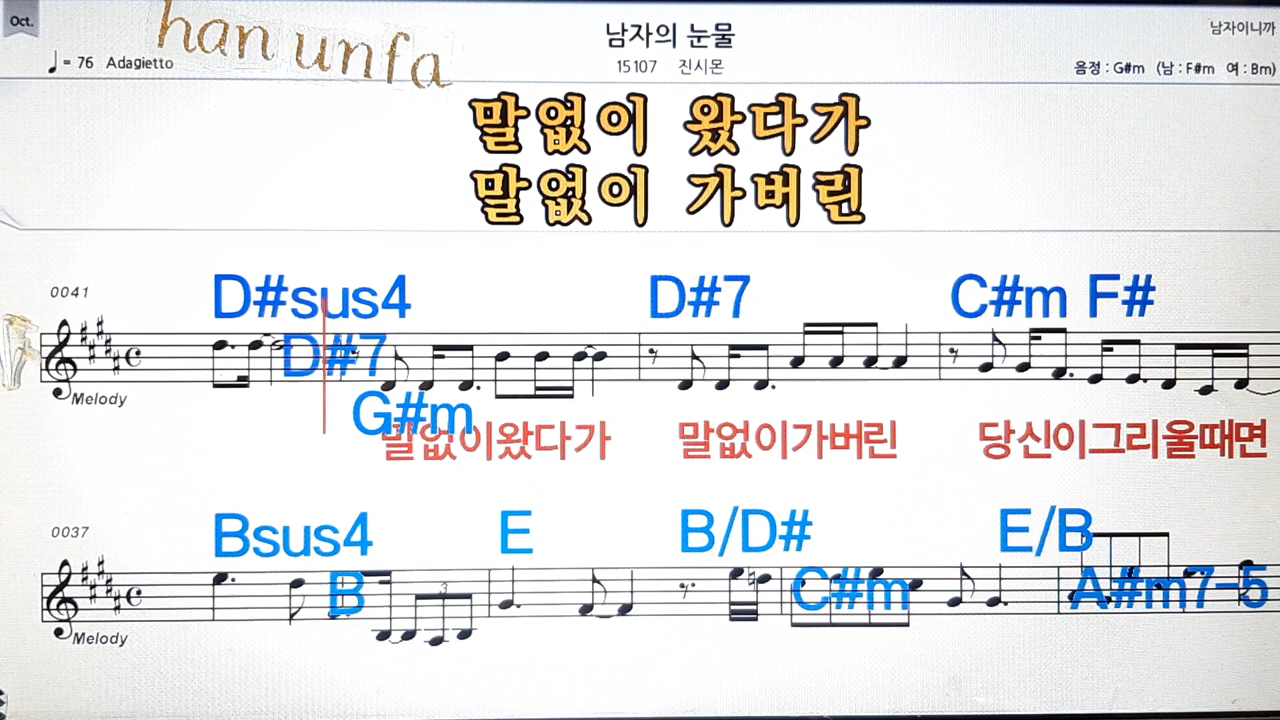 Oct.
han unfa
남자의 눈물
남자이니까
♩= 76 Adagietto
15107 진시몬
음정 : G#m (남 : F#m 여 : Bm)
말없이 왔다가
말없이 가버린
0041
D#sus4 D#7 C#m F#
D#7
Melody
G#m
말없이왔다가 말없이가버린 당신이그리울때면
0037
Bsus4 E B/D# E/B
B C#m A#m7-5
3
Melody